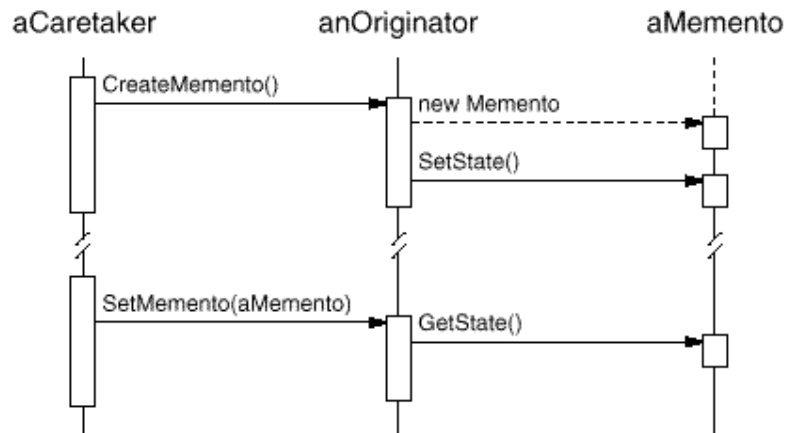 aCaretaker
anOriginator
aMemento
CreateMemento()
new Memento
SetState()
SetMemento(aMemento)
GetState()